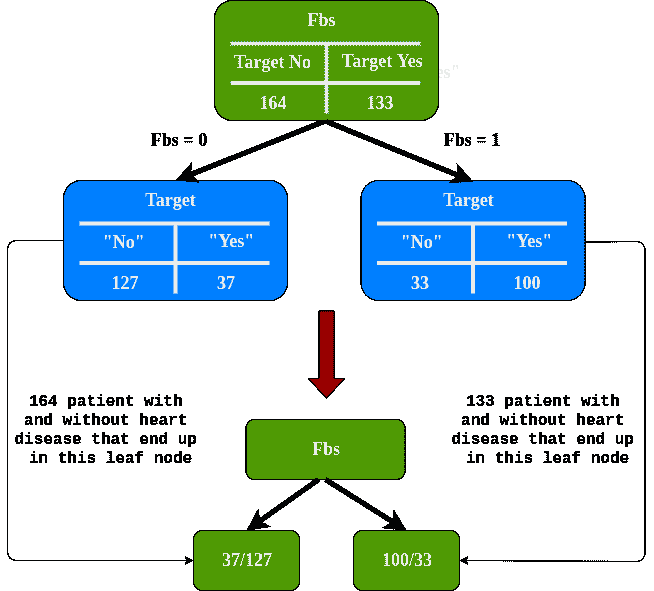 Fbs
Target No Target Yes
es"
164 133
Fbs = 0 Fbs = 1
Target Target
"No" "Yes" "No" "Yes"
127 37 33 100
164 patient with
and without heart
disease that end up
in this leaf node
133 patient with
and without heart
disease that end up
in this leaf node
Fbs
37/127 100/33